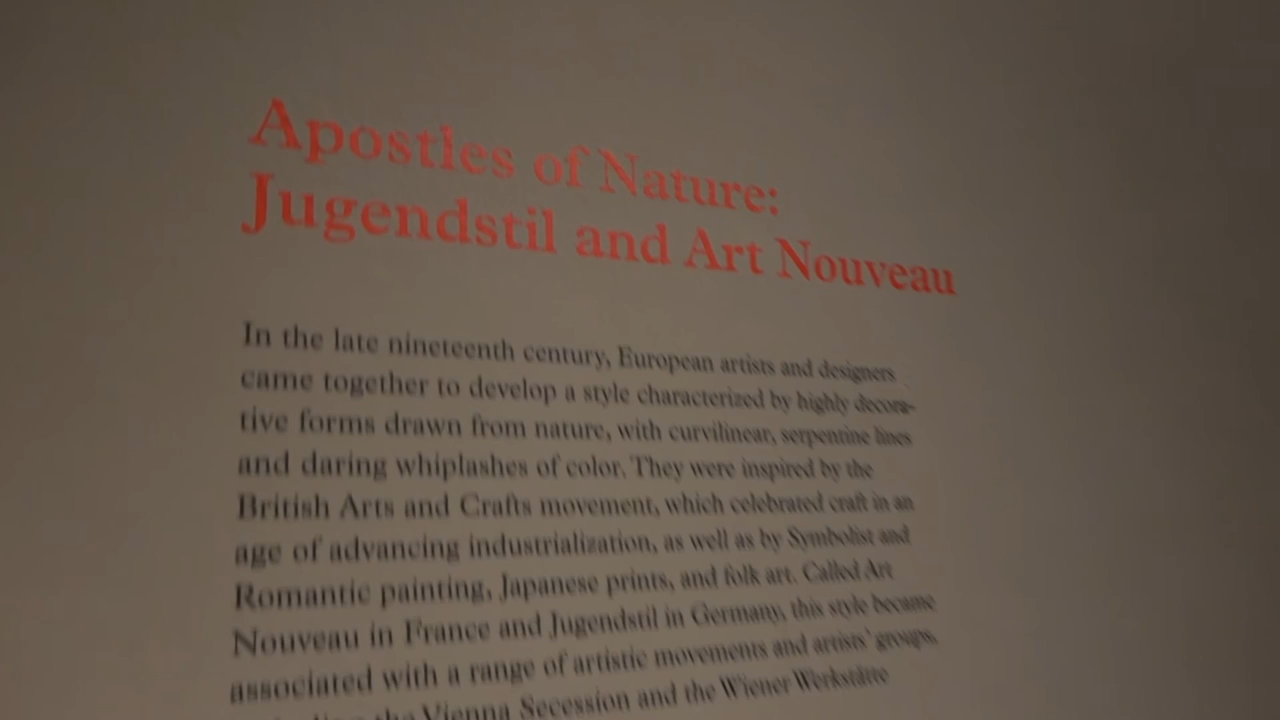 Apostles of Nature:
Jugendstil and Art Nouveau
In the late nineteenth century, European artists and designers
came together to develop a style characterized by highly decora-
tive forms drawn from nature, with curvilinear, serpentine lines
and daring whiplashes of color. They were inspired by the
British Arts and Crafts movement, which celebrated craft in an
age of advancing industrialization, as well as by Symbolist and
Romantic painting, Japanese prints, and folk art. Called Art
Nouveau in France and Jugendstil in Germany, this style became
associated with a range of artistic movements and artists' groups,
the Vienna Secession and the Wiener Werkstätte